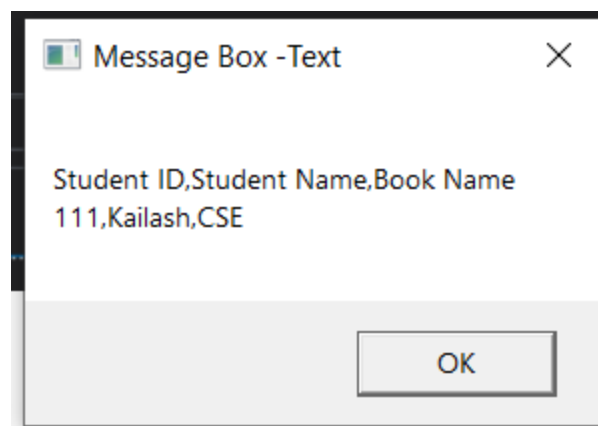 Message Box -Text
Student ID,Student Name,Book Name
111,Kailash,CSE
OK